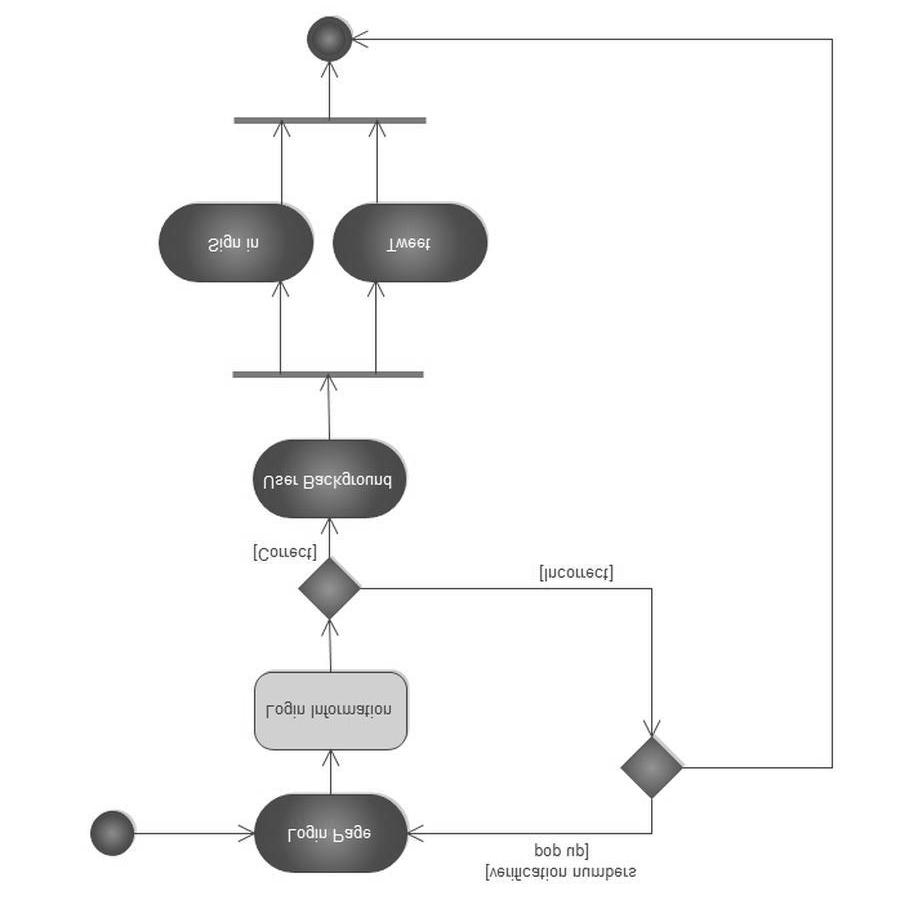 [verification numbers
pop up]
Login Page
Login Information
[Incorrect]
[Correct]
User Background
Sign in
Tweet